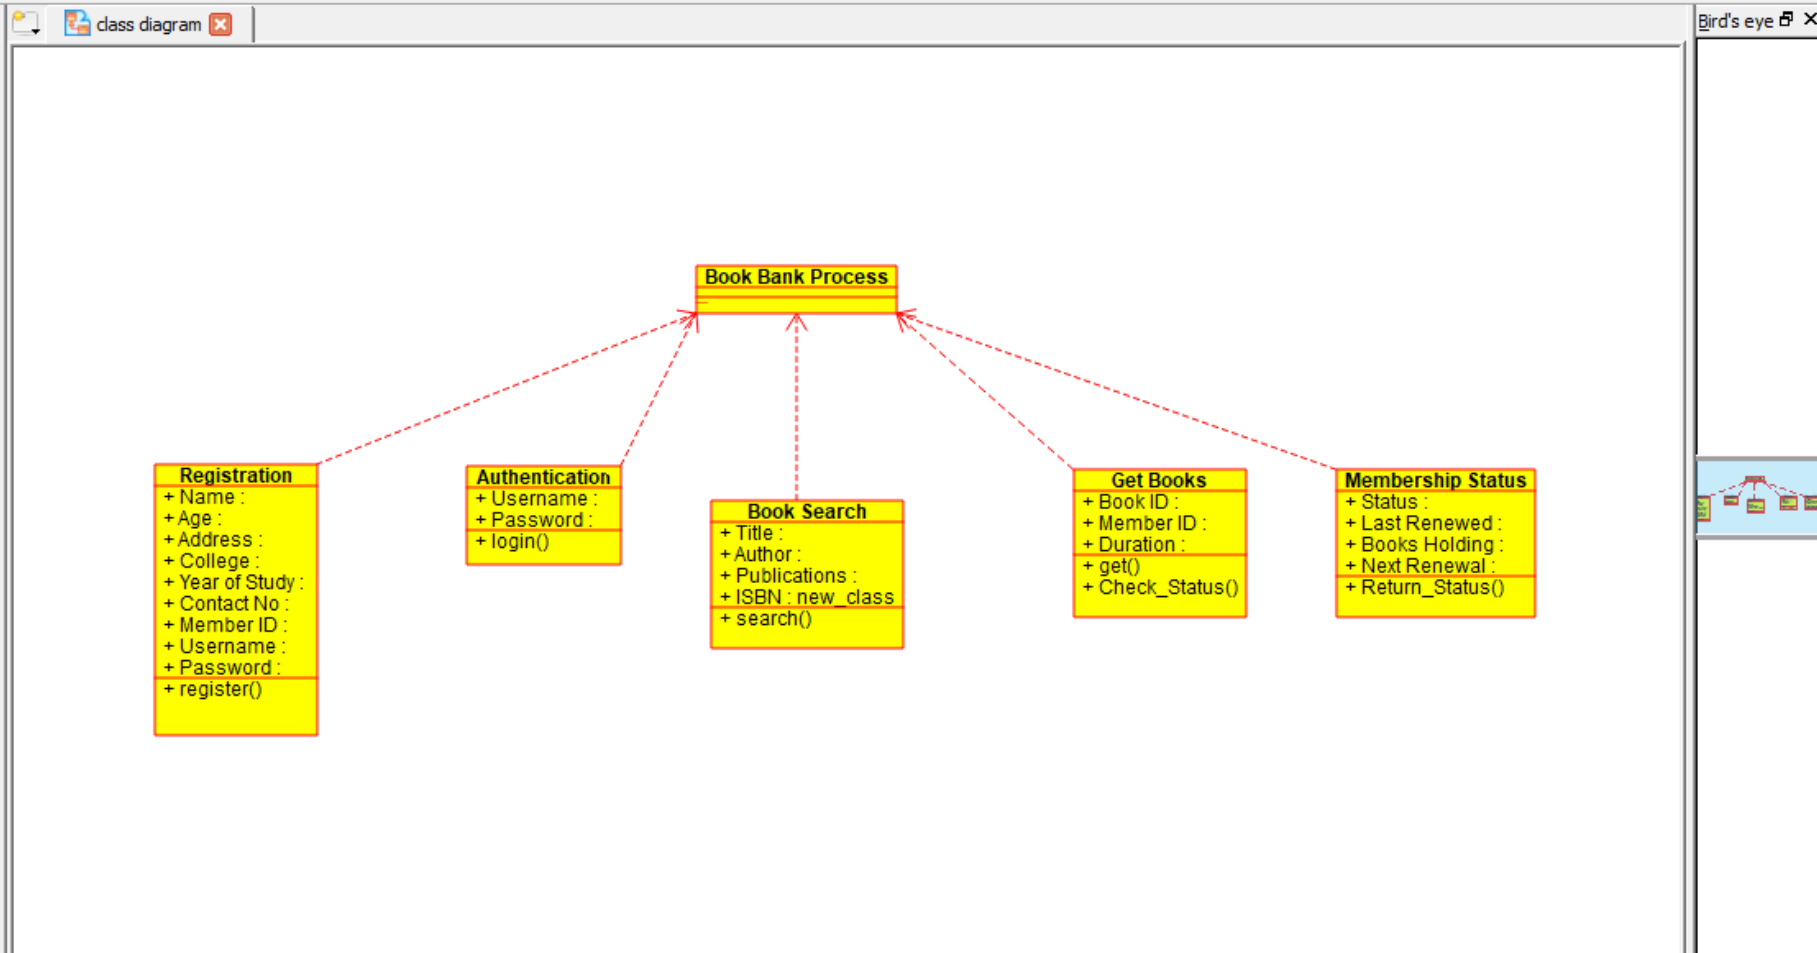 class diagram
Bird's eye
Book Bank Process
Registration
+ Name :
+ Age :
+ Address :
+ College :
+ Year of Study :
+ Contact No :
+ Member ID :
+ Username :
+ Password :
+ register()
Authentication
+ Username :
+ Password :
+ login()
Book Search
+ Title :
+ Author :
+ Publications :
+ ISBN : new_class
+ search()
Get Books
+ Book ID :
+ Member ID :
+ Duration :
+ get()
+ Check_Status()
Membership Status
+ Status :
+ Last Renewed :
+ Books Holding :
+ Next Renewal :
+ Return_Status()